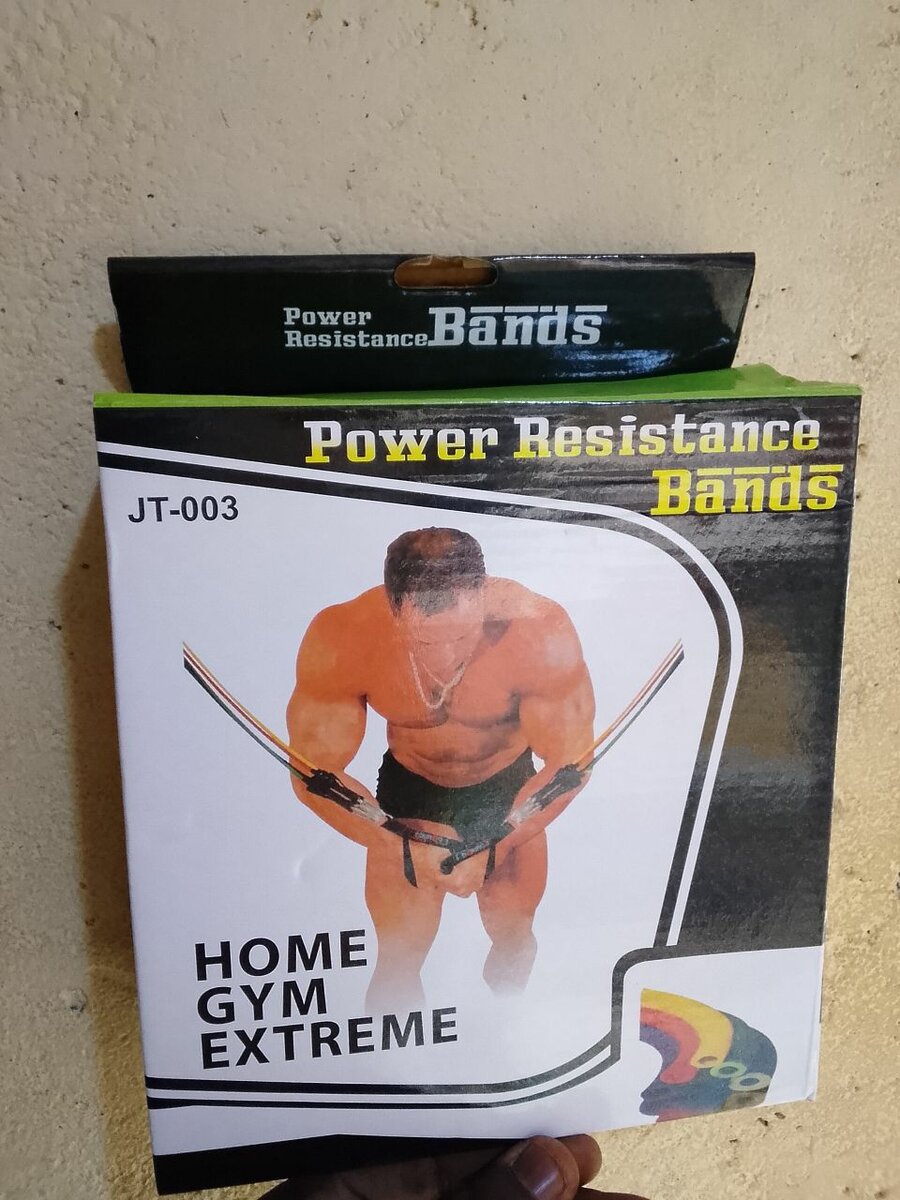 Power
Resistance Bands
Power Resistance
Bands
JT-003
HOME
GYM
EXTREME